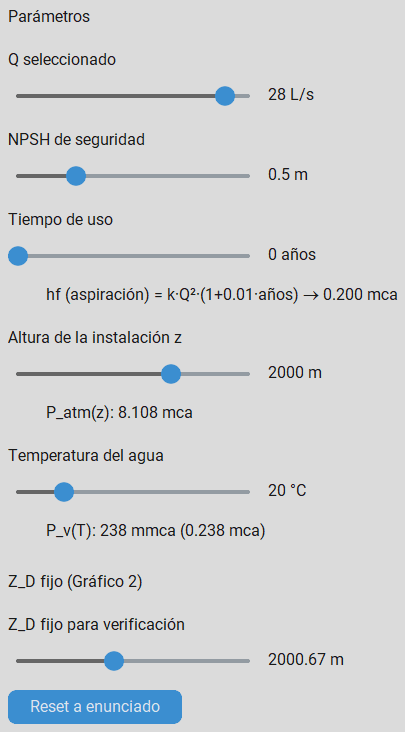 Parámetros
Q seleccionado
28 L/s
NPSH de seguridad
0.5 m
Tiempo de uso
0 años
hf (aspiración) = k·Q²·(1+0.01·años) → 0.200 mca
Altura de la instalación z
2000 m
P_atm(z): 8.108 mca
Temperatura del agua
20 °C
P_v(T): 238 mmca (0.238 mca)
Z_D fijo (Gráfico 2)
Z_D fijo para verificación
2000.67 m
Reset a enunciado